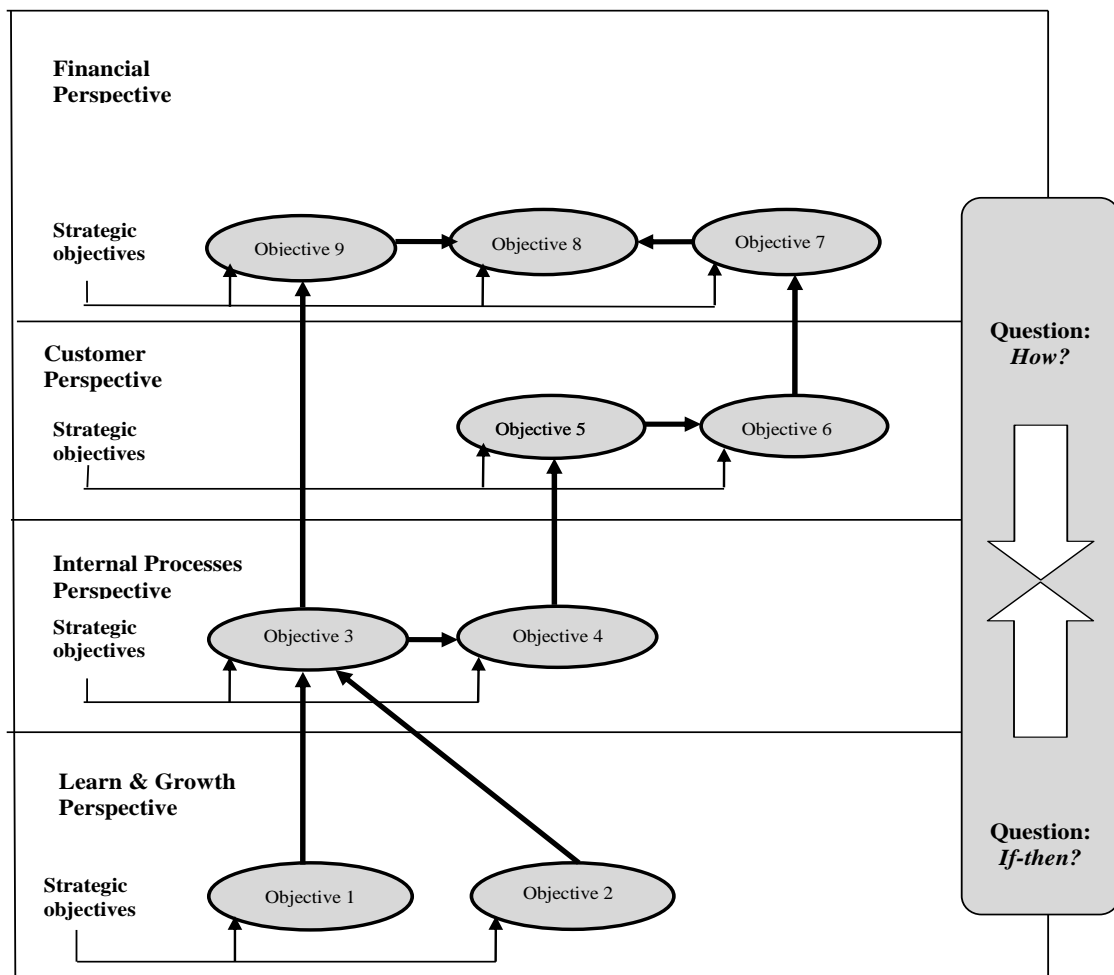 Financial
Perspective
Strategic
objectives
Objective 9
Objective 8
Objective 7
Customer
Perspective
Strategic
objectives
Objective 5
Objective 6
Internal Processes
Perspective
Strategic
objectives
Objective 3
Objective 4
Learn & Growth
Perspective
Strategic
objectives
Objective 1
Objective 2
Question:
How?
Question:
If-then?